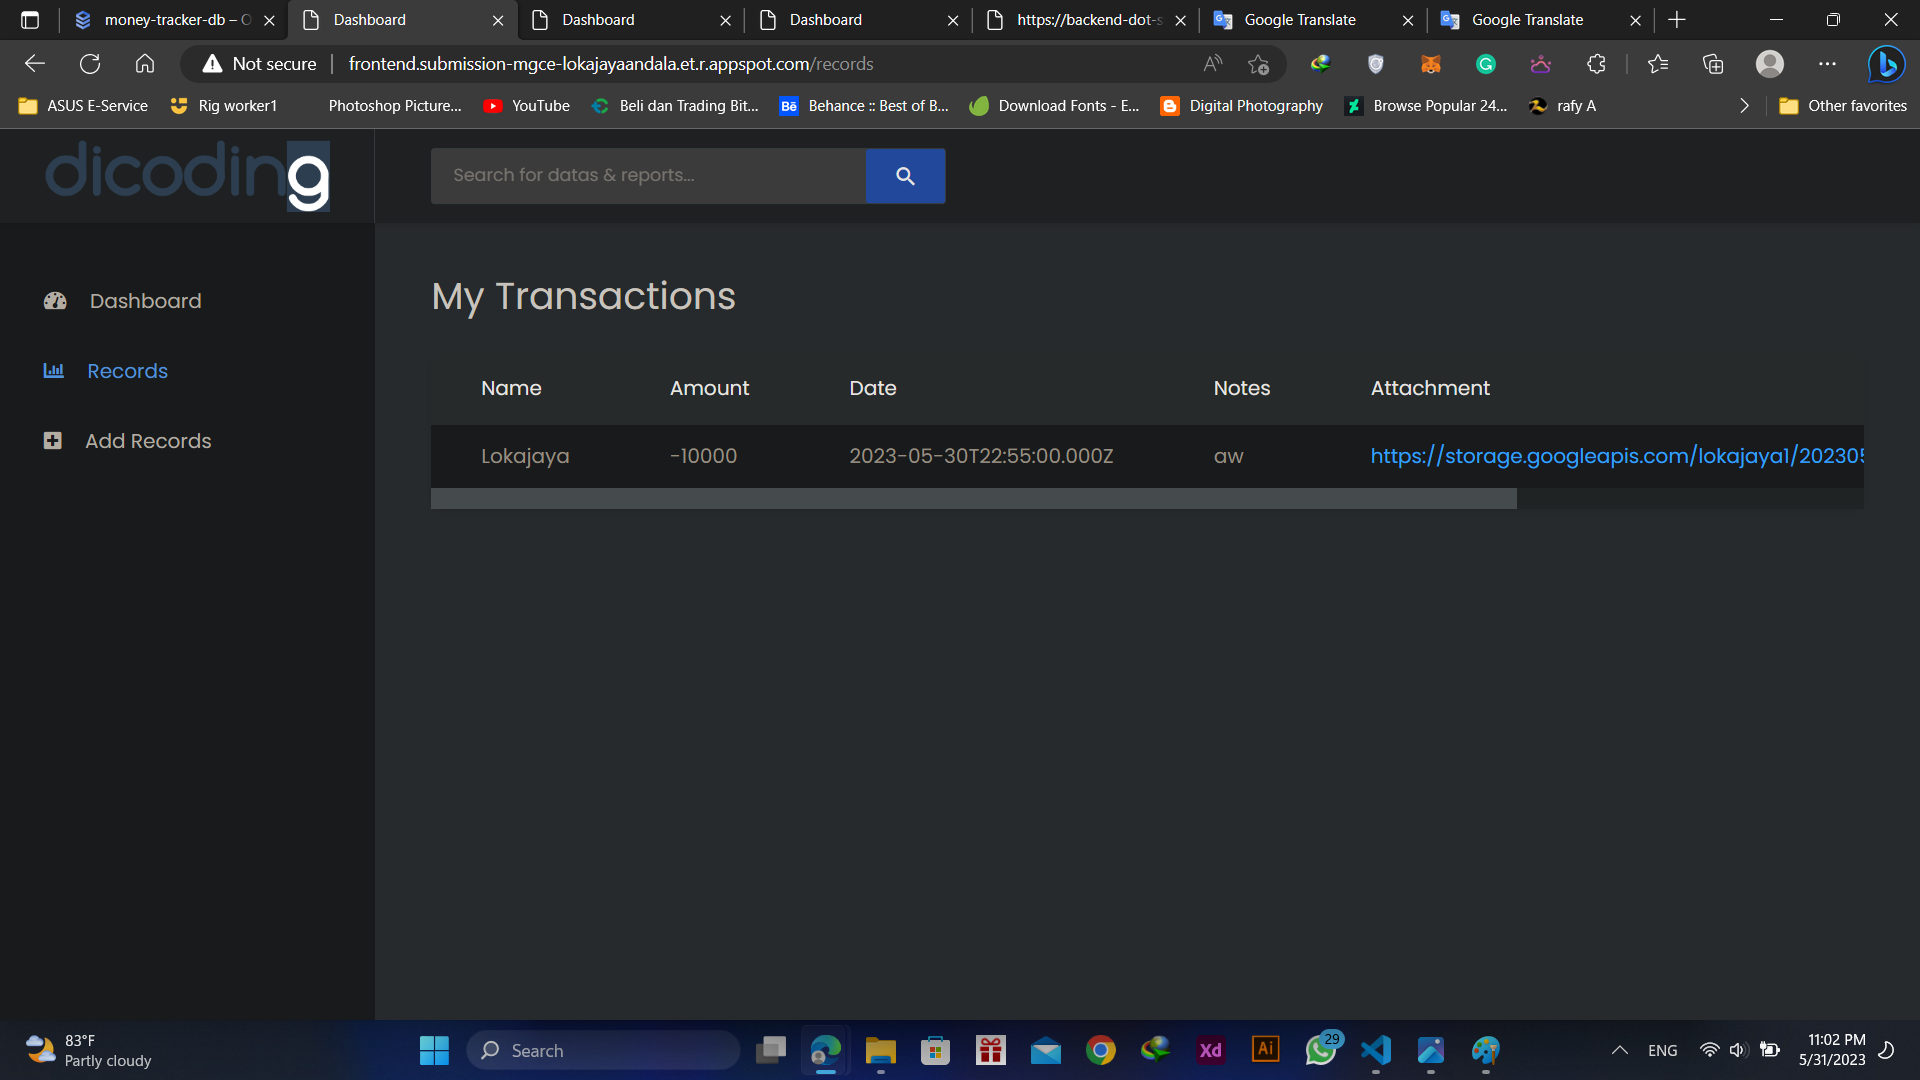 money-tracker-db – O
Dashboard
Dashboard
Dashboard
https://backend-dot-s
Google Translate
Google Translate
Not secure
frontend.submission-mgce-lokajayaandala.et.r.appspot.com/records
ASUS E-Service
Rig worker1
Photoshop Picture...
YouTube
Beli dan Trading Bit...
Behance :: Best of B...
Download Fonts - E...
Digital Photography
Browse Popular 24...
rafy A
Other favorites
dicoding
Search for datas & reports...
Dashboard
Records
Add Records
My Transactions
Name Amount Date Notes Attachment
Lokajaya -10000 2023-05-30T22:55:00.000Z aw https://storage.googleapis.com/lokajaya1/202305
83°F
Partly cloudy
Search
Xd
Ai
29
ENG
11:02 PM
5/31/2023